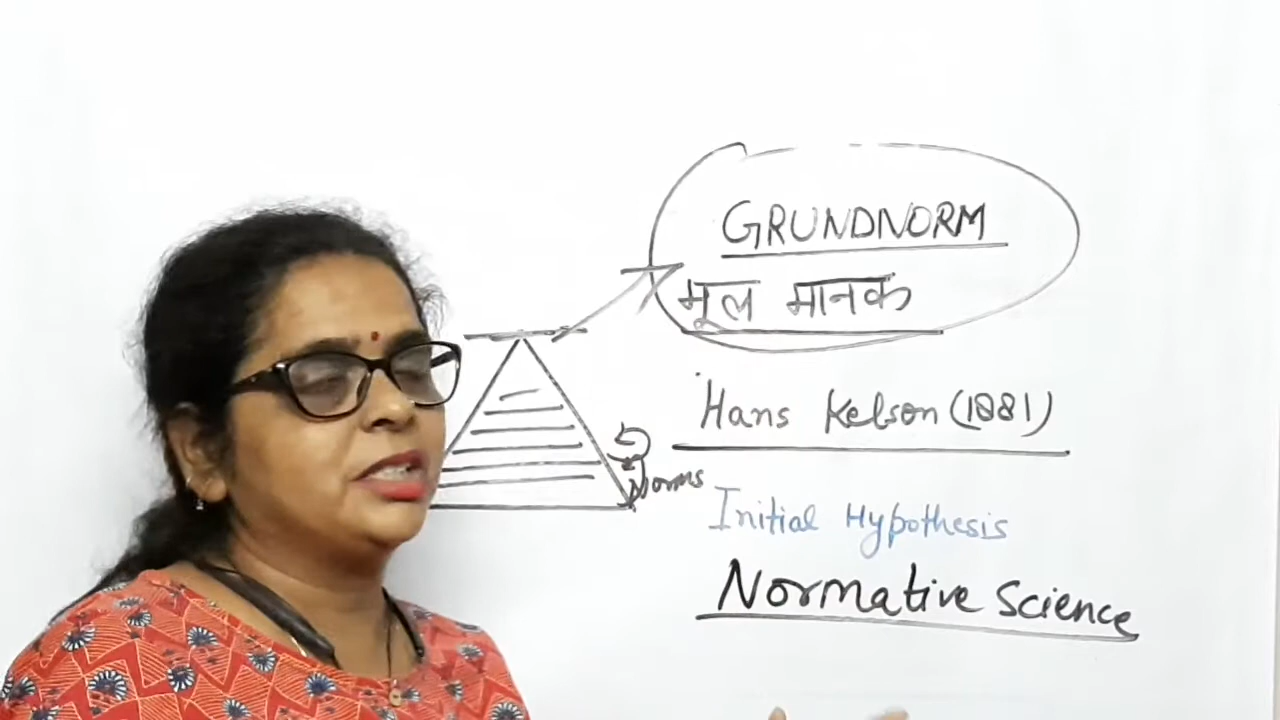 GRUNDNORM
मूल मानक
Hans Kelson (1881)
Norms
Initial Hypothesis
Normative Science